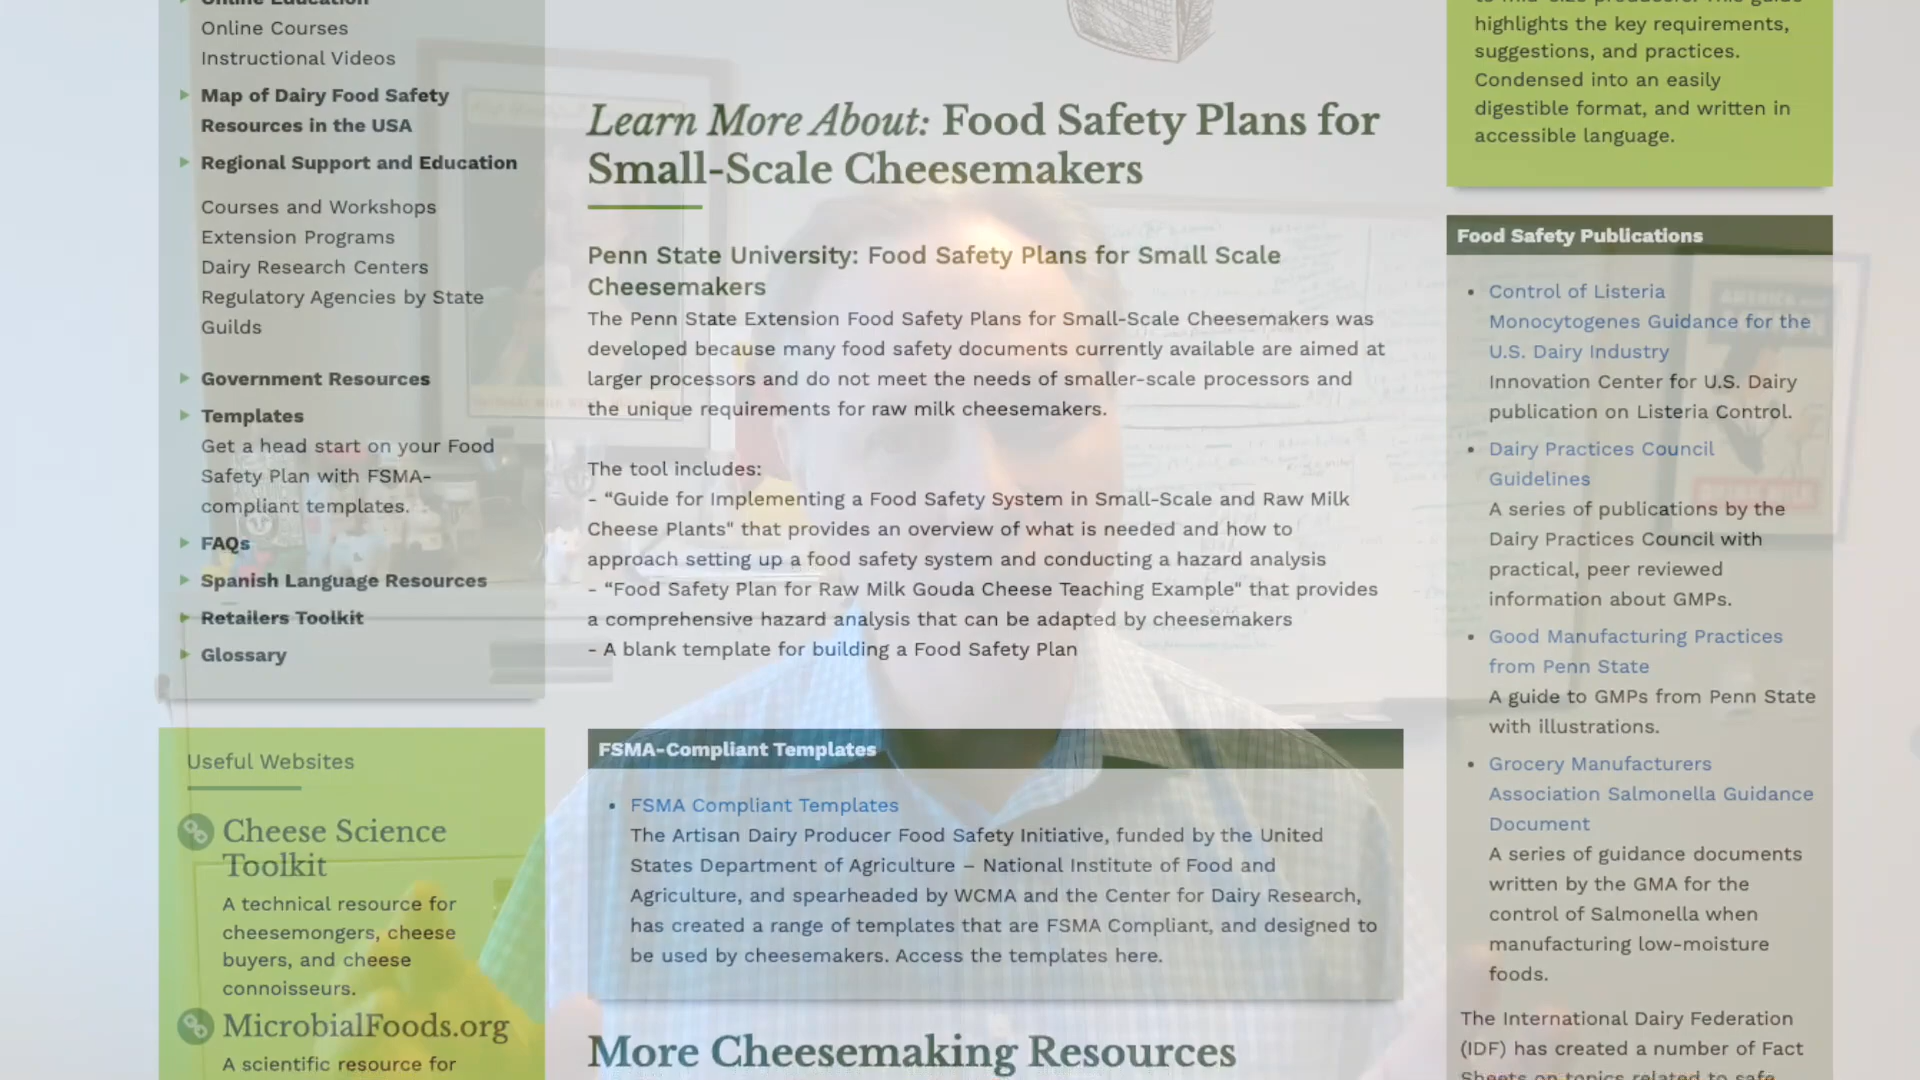 Online Education
Online Courses
Instructional Videos
Map of Dairy Food Safety
Resources in the USA
Regional Support and Education
Courses and Workshops
Extension Programs
Dairy Research Centers
Regulatory Agencies by State
Guilds
Government Resources
Templates
Get a head start on your Food
Safety Plan with FSMA-
compliant templates.
FAQs
Spanish Language Resources
Retailers Toolkit
Glossary
Useful Websites
Cheese Science
Toolkit
A technical resource for
cheesemongers, cheese
buyers, and cheese
connoisseurs.
MicrobialFoods.org
A scientific resource for
Learn More About: Food Safety Plans for
Small-Scale Cheesemakers
Penn State University: Food Safety Plans for Small Scale
Cheesemakers
The Penn State Extension Food Safety Plans for Small-Scale Cheesemakers was
developed because many food safety documents currently available are aimed at
larger processors and do not meet the needs of smaller-scale processors and
the unique requirements for raw milk cheesemakers.
The tool includes:
- “Guide for Implementing a Food Safety System in Small-Scale and Raw Milk
Cheese Plants" that provides an overview of what is needed and how to
approach setting up a food safety system and conducting a hazard analysis
- “Food Safety Plan for Raw Milk Gouda Cheese Teaching Example" that provides
a comprehensive hazard analysis that can be adapted by cheesemakers
- A blank template for building a Food Safety Plan
FSMA-Compliant Templates
• FSMA Compliant Templates
The Artisan Dairy Producer Food Safety Initiative, funded by the United
States Department of Agriculture – National Institute of Food and
Agriculture, and spearheaded by WCMA and the Center for Dairy Research,
has created a range of templates that are FSMA Compliant, and designed to
be used by cheesemakers. Access the templates here.
More Cheesemaking Resources
to mid-size producers. This guide
highlights the key requirements,
suggestions, and practices.
Condensed into an easily
digestible format, and written in
accessible language.
Food Safety Publications
• Control of Listeria
Monocytogenes Guidance for the
U.S. Dairy Industry
Innovation Center for U.S. Dairy
publication on Listeria Control.
• Dairy Practices Council
Guidelines
A series of publications by the
Dairy Practices Council with
practical, peer reviewed
information about GMPs.
• Good Manufacturing Practices
from Penn State
A guide to GMPs from Penn State
with illustrations.
• Grocery Manufacturers
Association Salmonella Guidance
Document
A series of guidance documents
written by the GMA for the
control of Salmonella when
manufacturing low-moisture
foods.
The International Dairy Federation
(IDF) has created a number of Fact
Sheets on topics related to safe